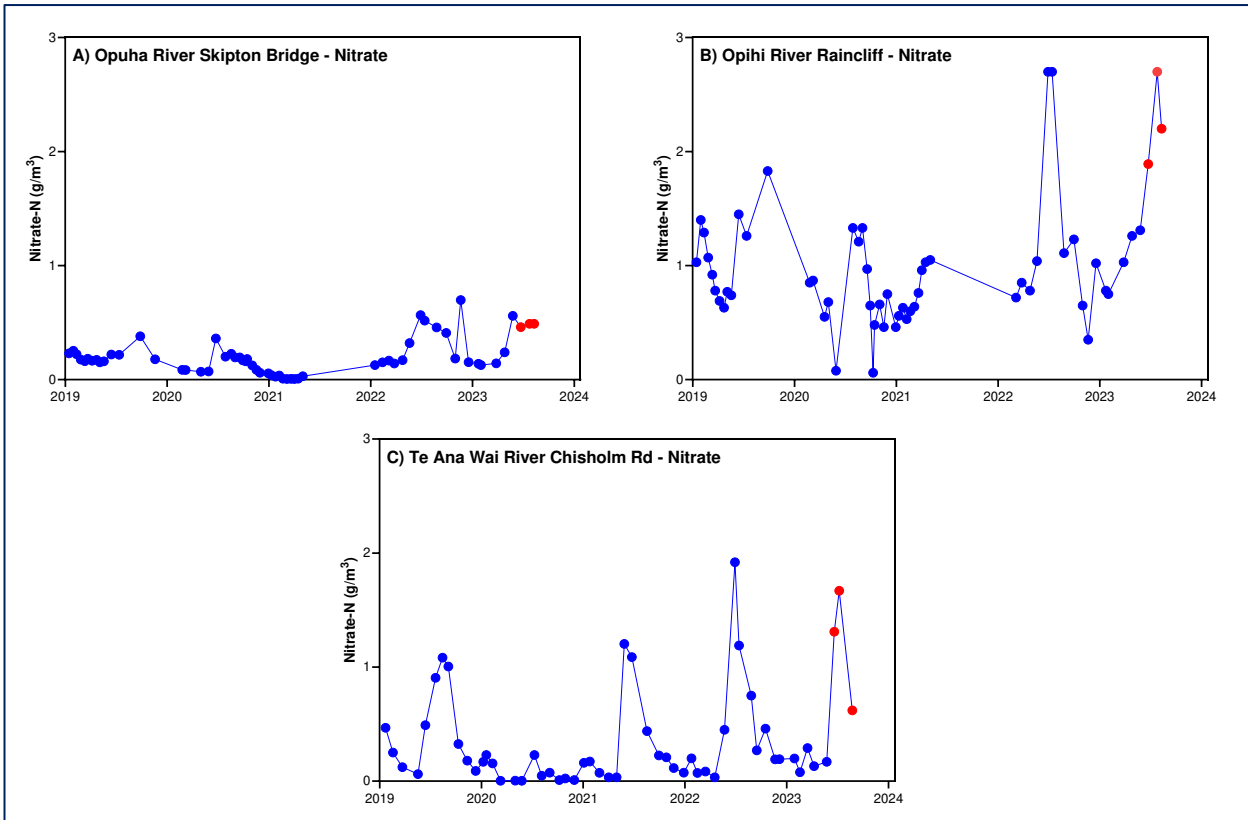 A) Opuha River Skipton Bridge - Nitrate
Nitrate-N (g/m³)
3
2
1
0
2019 2020 2021 2022 2023 2024
B) Opihi River Raincliff - Nitrate
Nitrate-N (g/m³)
3
2
1
0
2019 2020 2021 2022 2023 2024
C) Te Ana Wai River Chisholm Rd - Nitrate
Nitrate-N (g/m³)
3
2
1
0
2019 2020 2021 2022 2023 2024